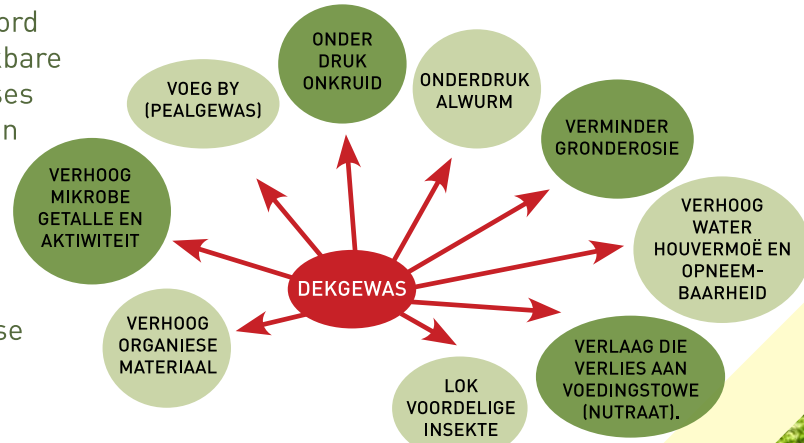 ord
kbare
ses
n
se
ONDER
DRUK
ONKRUID
VOEG BY
(PEALGEWAS)
ONDERDRUK
ALWURM
VERMINDER
GRONDEROSIE
VERHOOG
MIKROBE
GETALLE EN
AKTIWITEIT
VERHOOG
WATER
HOUVERMOË EN
OPNEEM-
BAARHEID
DEKGEWAS
VERHOOG
ORGANIESE
MATERIAAL
LOK
VOORDELIGE
INSEKTE
VERLAAG DIE
VERLIES AAN
VOEDINGSTOWE
(NUTRAAT).